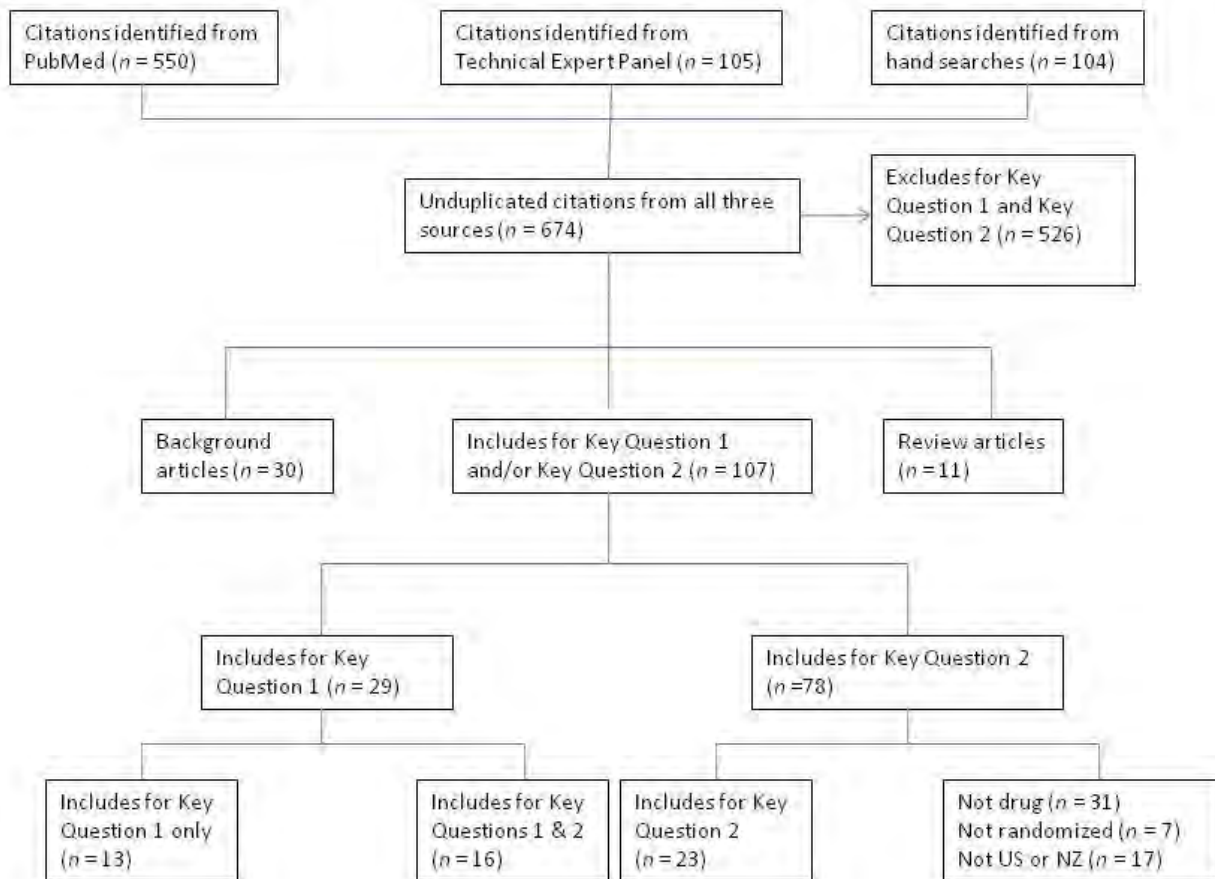 Citations identified from
PubMed (n = 550)
Citations identified from
Technical Expert Panel (n = 105)
Citations identified from
hand searches (n = 104)
Unduplicated citations from all three
sources (n = 674)
Excludes for Key
Question 1 and Key
Question 2 (n = 526)
Background
articles (n = 30)
Includes for Key Question 1
and/or Key Question 2 (n = 107)
Review articles
(n = 11)
Includes for Key
Question 1 (n = 29)
Includes for Key Question 2
(n =78)
Includes for Key
Question 1 only
(n = 13)
Includes for Key
Questions 1 & 2
(n = 16)
Includes for Key
Question 2
(n = 23)
Not drug (n = 31)
Not randomized (n = 7)
Not US or NZ (n = 17)